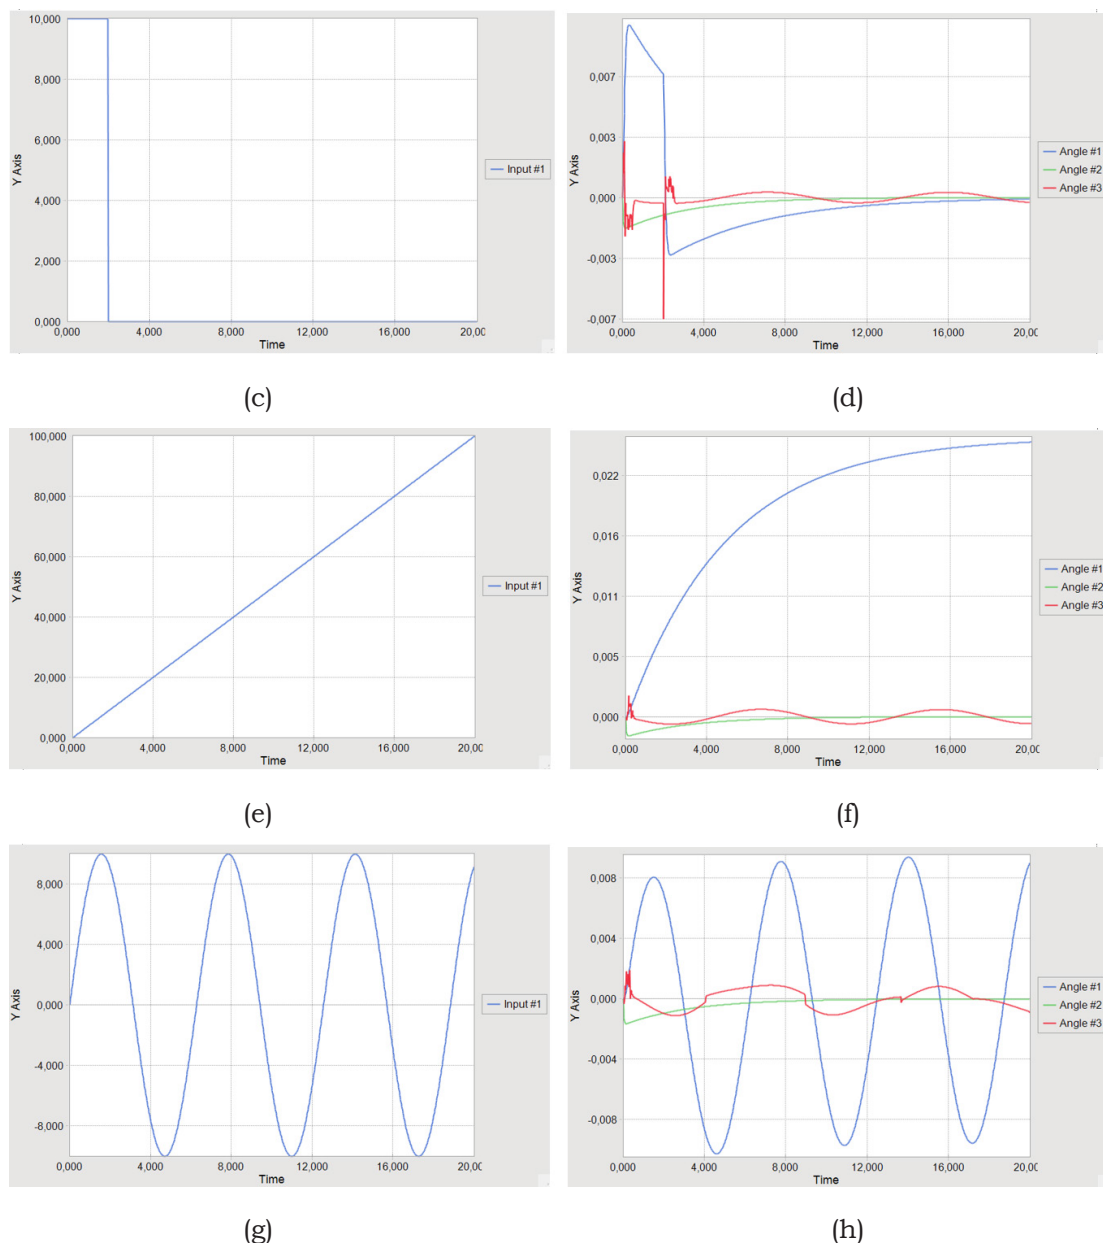 10,000
8,000
6,000
4,000
2,000
0,000
Y Axis
0,000 4,000 8,000 12,000 16,000 20,00
Time
Input #1
(c)
0,007
0,003
0,000
-0,003
-0,007
Y Axis
0,000 4,000 8,000 12,000 16,000 20,00
Time
Angle #1
Angle #2
Angle #3
(d)
100,000
80,000
60,000
40,000
20,000
0,000
Y Axis
0,000 4,000 8,000 12,000 16,000 20,00
Time
Input #1
(e)
0,022
0,016
0,011
0,005
0,000
Y Axis
0,000 4,000 8,000 12,000 16,000 20,00
Time
Angle #1
Angle #2
Angle #3
(f)
8,000
4,000
0,000
-4,000
-8,000
Y Axis
0,000 4,000 8,000 12,000 16,000 20,00
Time
Input #1
(g)
0,008
0,004
0,000
-0,004
-0,008
Y Axis
0,000 4,000 8,000 12,000 16,000 20,00
Time
Angle #1
Angle #2
Angle #3
(h)